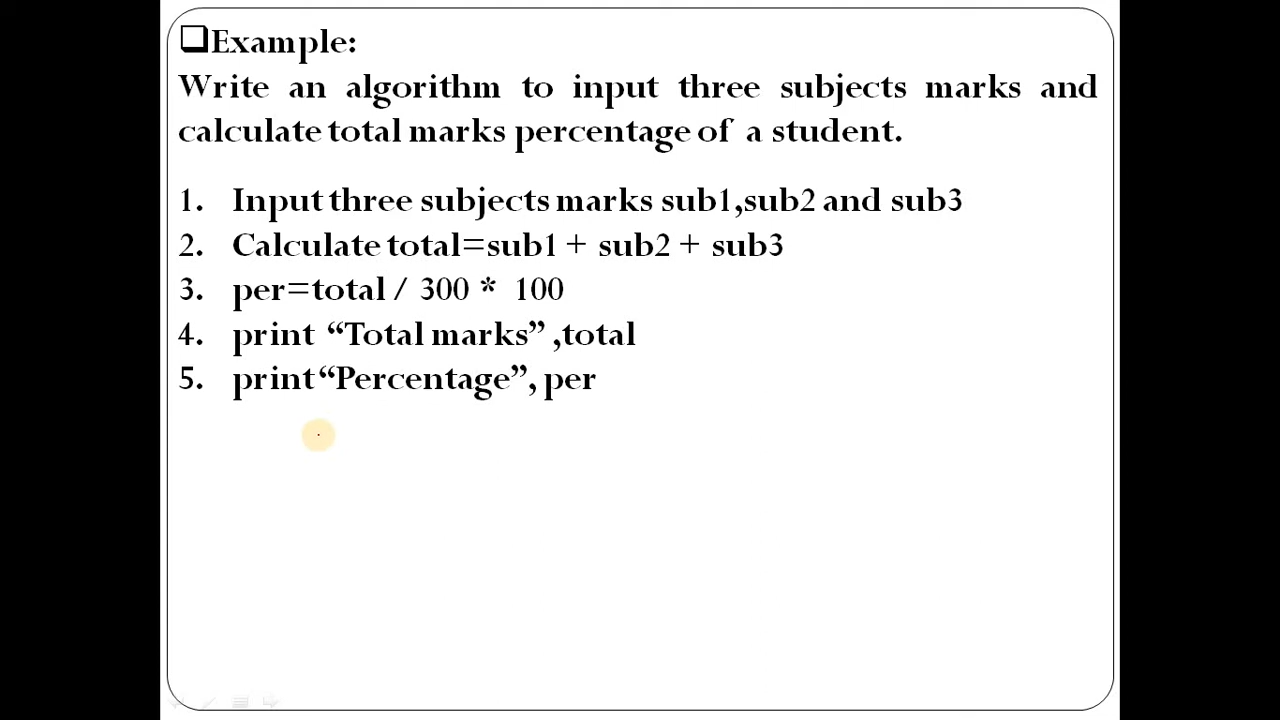 ❑Example:
Write an algorithm to input three subjects marks and
calculate total marks percentage of a student.
1. Input three subjects marks sub1,sub2 and sub3
2. Calculate total=sub1 + sub2 + sub3
3. per=total / 300 * 100
4. print “Total marks” ,total
5. print“Percentage”, per